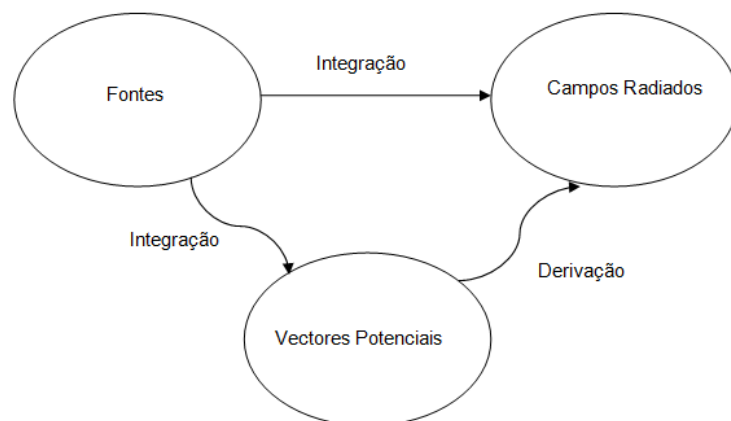 Integração
Fontes
Campos Radiados
Integração
Derivação
Vectores Potenciais